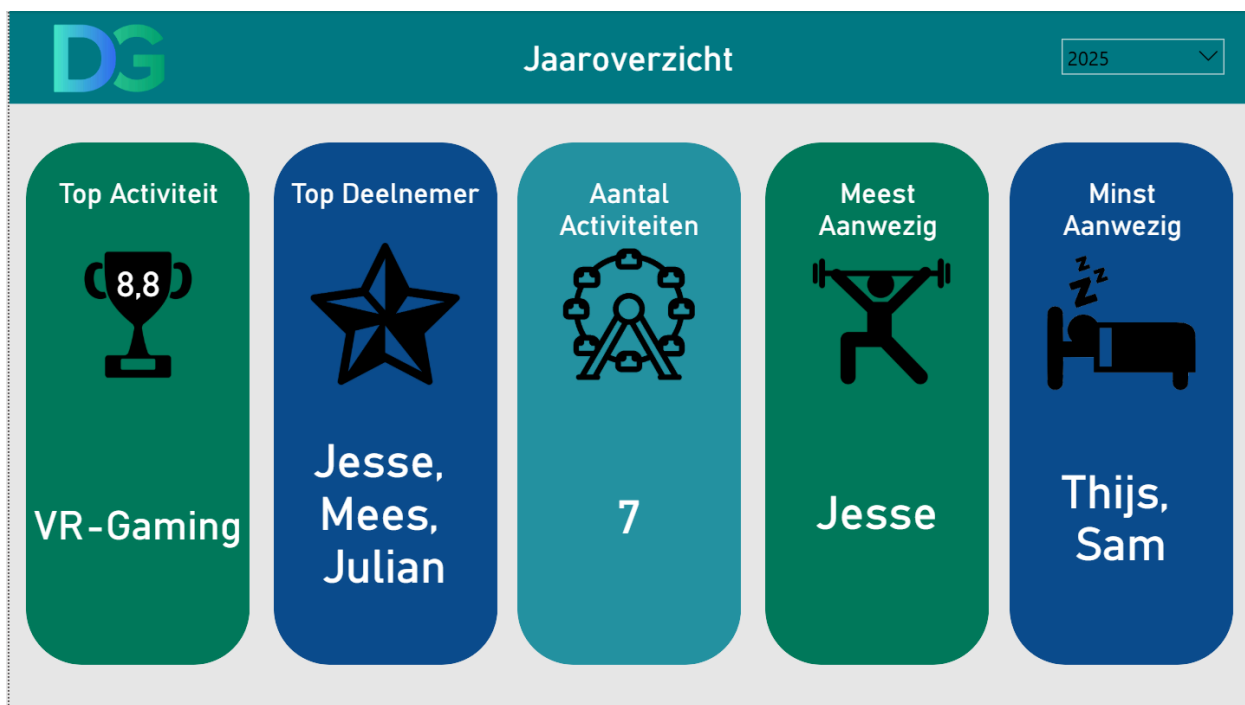 DG
Jaaroverzicht
2025
Top Activiteit
8,8
VR-Gaming
Top Deelnemer
Jesse,
Mees,
Julian
Aantal
Activiteiten
7
Meest
Aanwezig
Jesse
Minst
Aanwezig
z
z
z
Thijs,
Sam